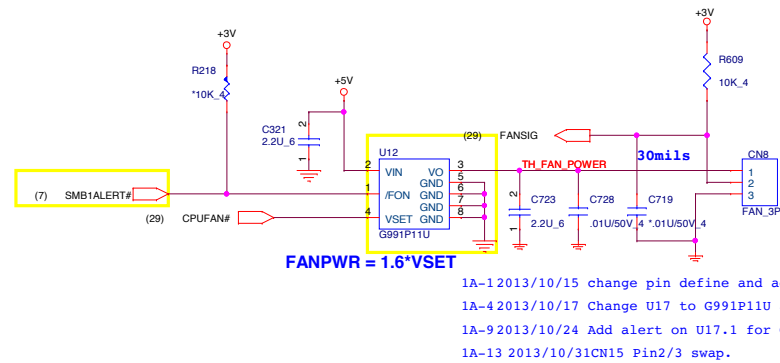 +3V
+3V
R218
*10K_4
R609
10K_4
+5V
C321
2.2U_6
2
1
(29) FANSIG
U12
TH_FAN_POWER
30mils
CN8
2 VIN VO 3
GND 5
1 /FON GND 6
GND 7
4 VSET GND 8
G991P11U
1
2
3
FAN_3P
(7) SMB1ALERT#
(29) CPUFAN#
2
1
C723
2.2U_6
C728
.01U/50V_4
C719
*.01U/50V_4
FANPWR = 1.6*VSET
1A-1 2013/10/15 change pin define and a
1A-4 2013/10/17 Change U17 to G991P11U
1A-9 2013/10/24 Add alert on U17.1 for
1A-13 2013/10/31CN15 Pin2/3 swap.